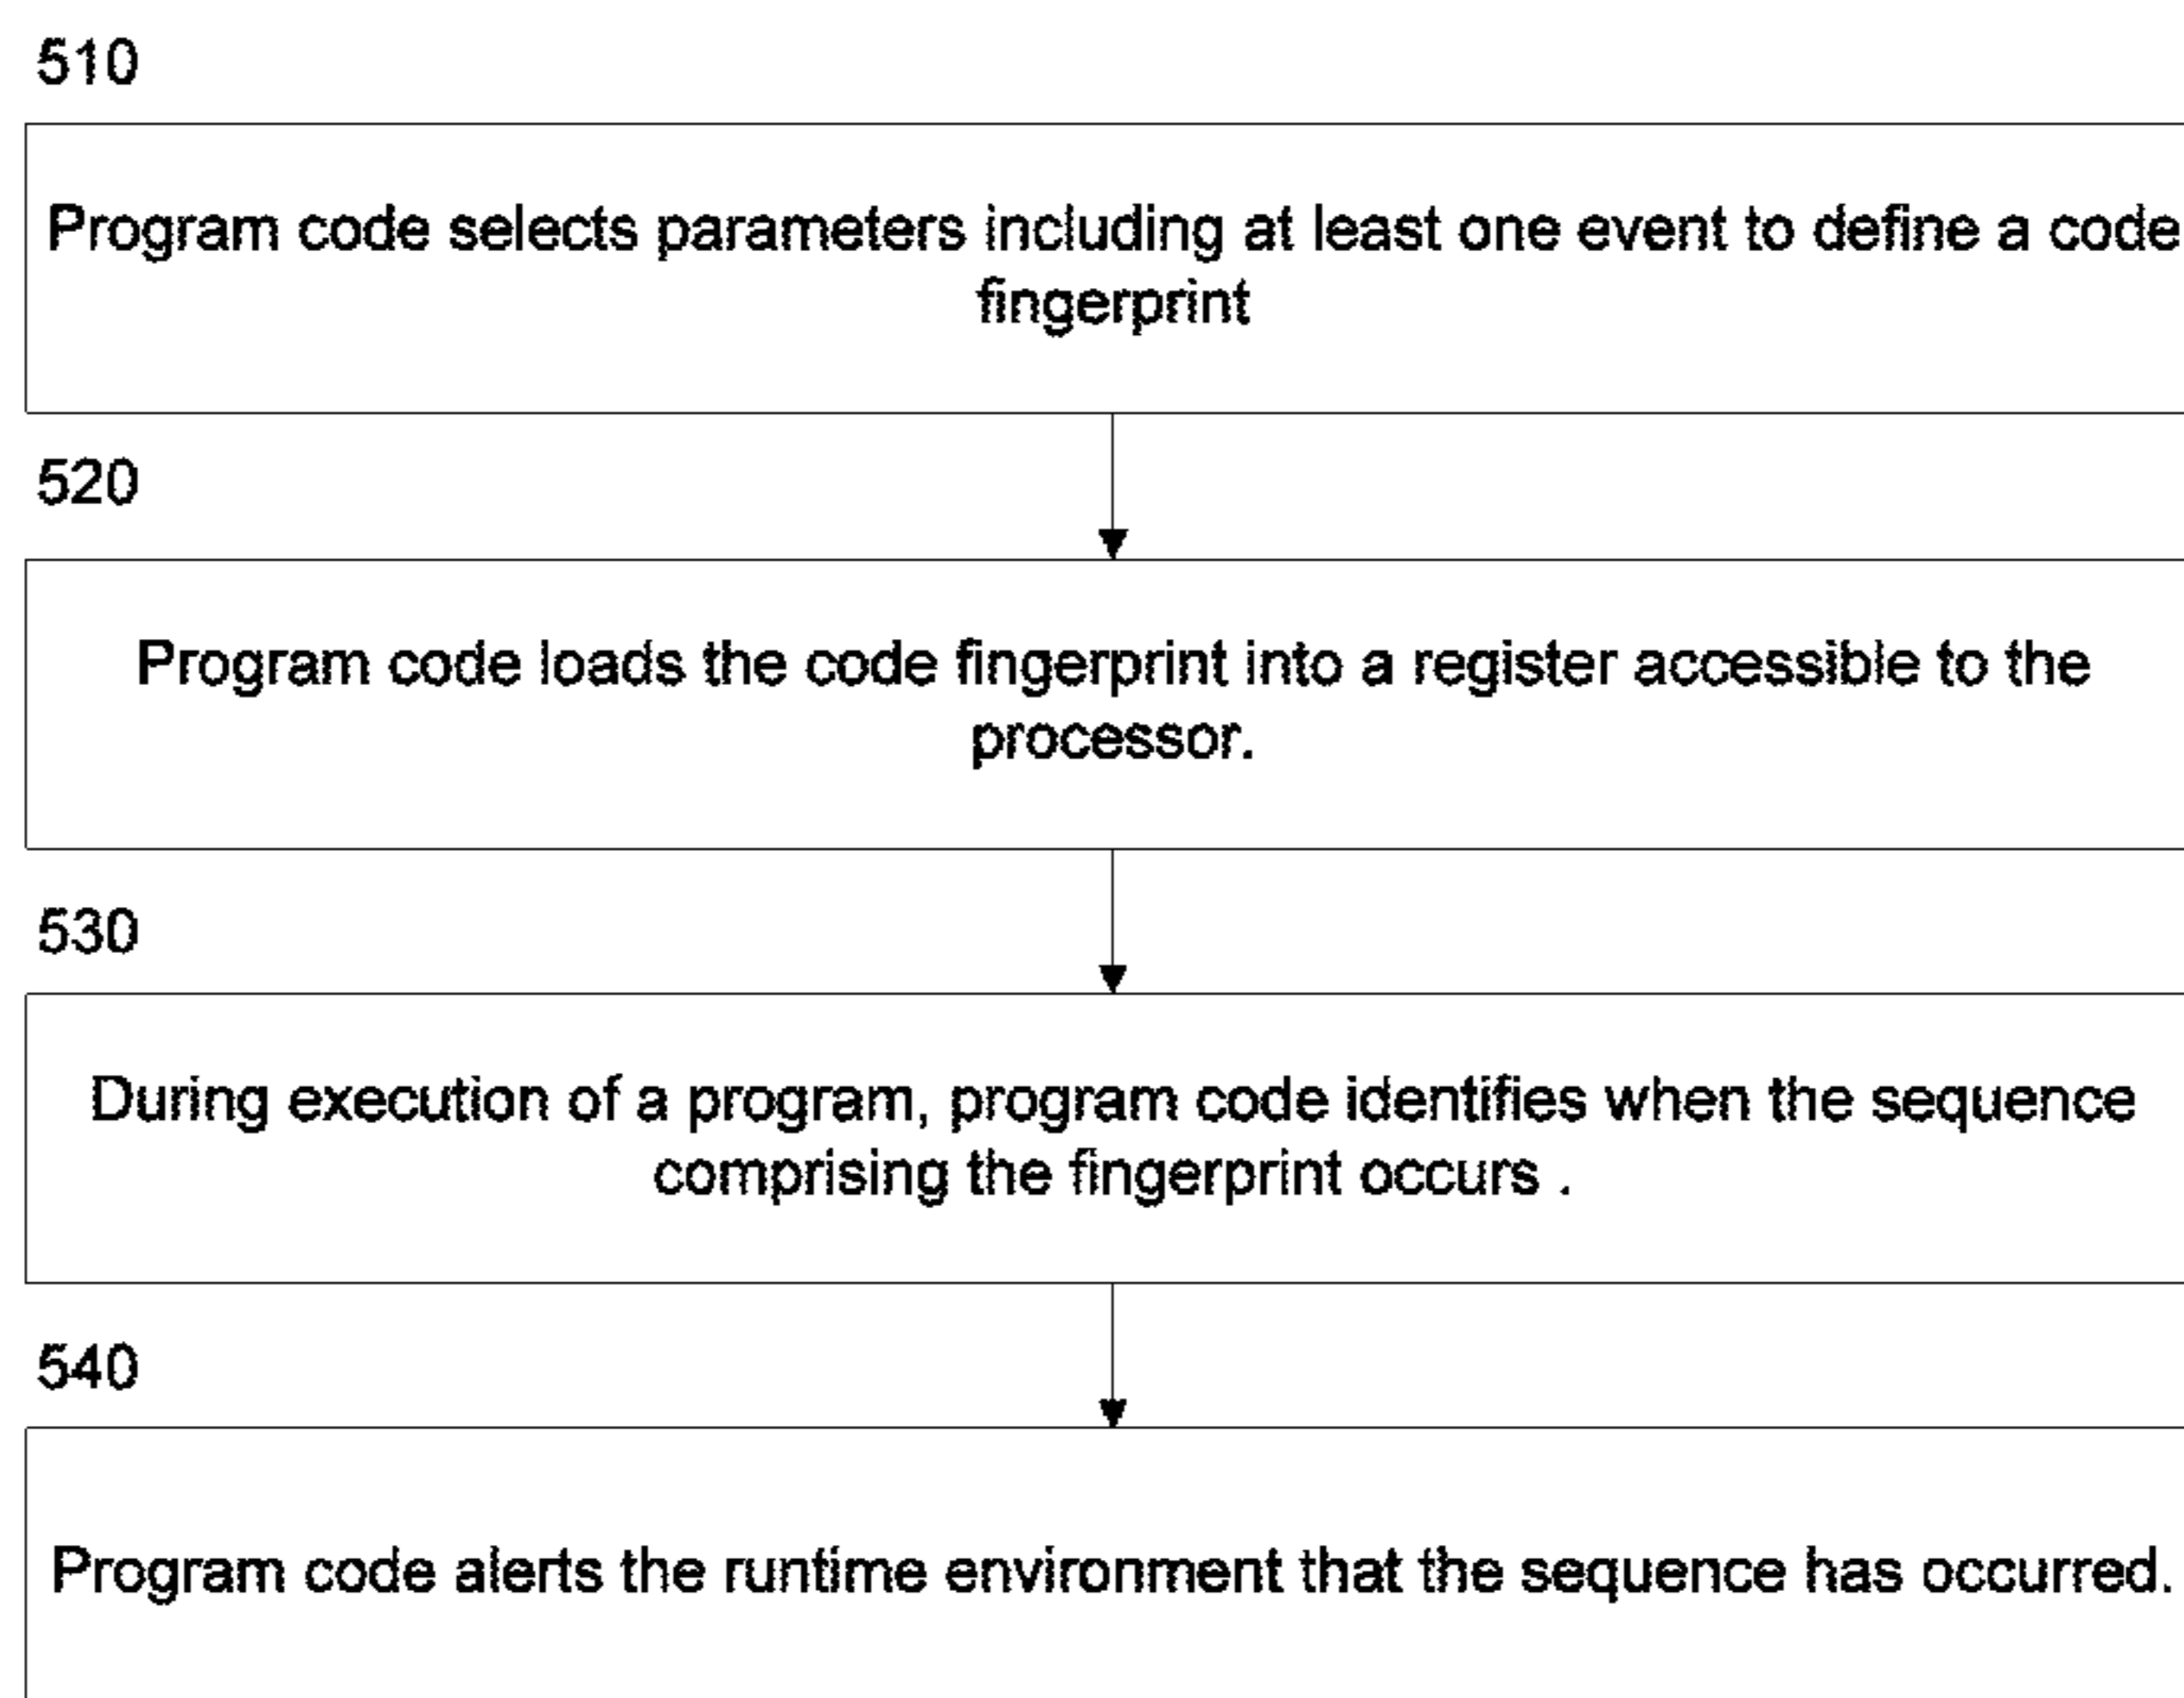 510
Program code selects parameters including at least one event to define a code
fingerprint
520
Program code loads the code fingerprint into a register accessible to the
processor.
530
During execution of a program, program code identifies when the sequence
comprising the fingerprint occurs .
540
Program code alerts the runtime environment that the sequence has occurred.